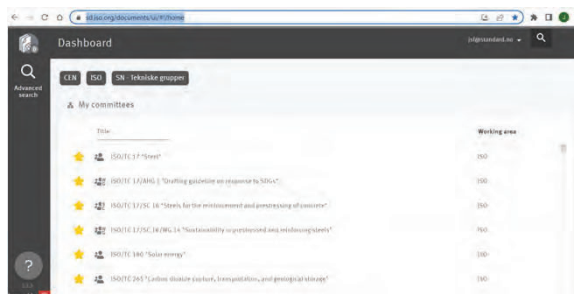 sd.iso.org/documents/ui/#!/home
Dashboard
jsl@standard.no
Advanced
search
CEN
ISO
SN - Tekniske grupper
My committees
Title
Working area
ISO/TC 17 "Steel"
ISO
ISO/TC 17/AHG 1 "Drafting guideline on response to SDGs"
ISO
ISO/TC 17/SC 16 "Steels for the reinforcement and prestressing of concrete"
ISO
ISO/TC 17/SC 16/WG 14 "Sustainability in prestressed and reinforcing steels"
ISO
ISO/TC 180 "Solar energy"
ISO
ISO/TC 265 "Carbon dioxide capture, transportation, and geological storage"
ISO
?